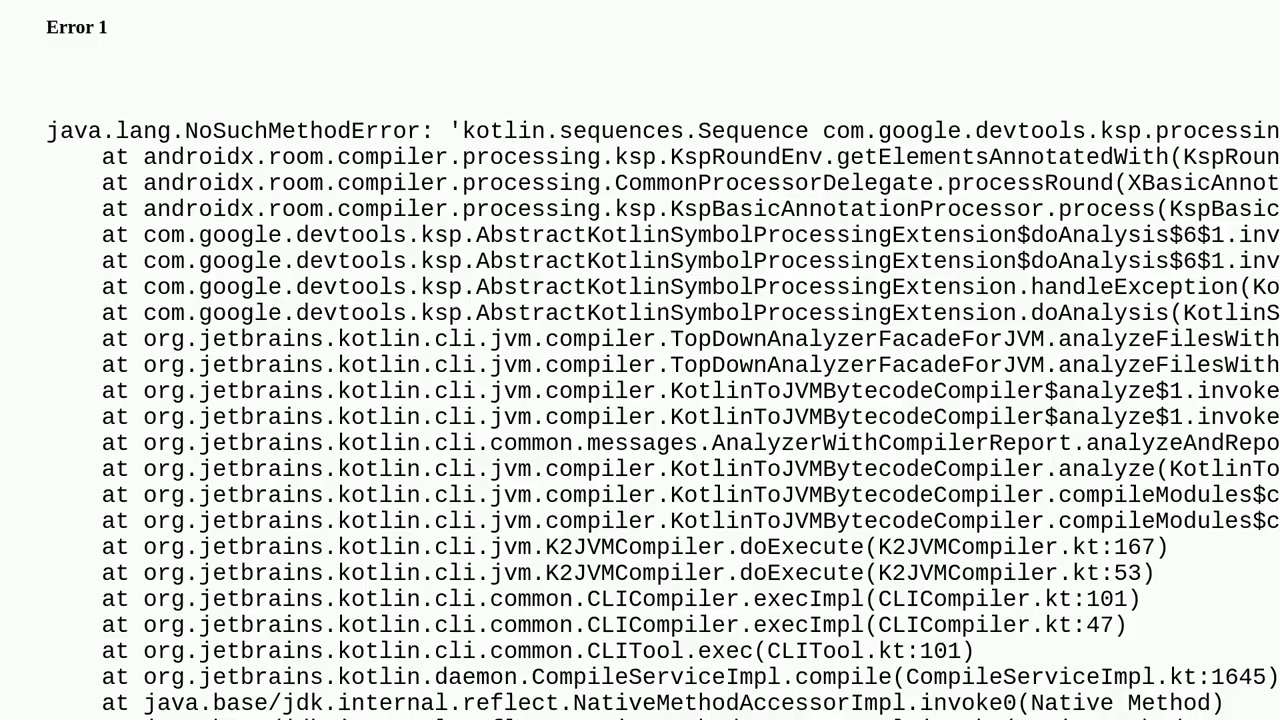 Error 1
java.lang.NoSuchMethodError: 'kotlin.sequences.Sequence com.google.devtools.ksp.processin
at androidx.room.compiler.processing.ksp.KspRoundEnv.getElementsAnnotatedWith(KspRoun
at androidx.room.compiler.processing.CommonProcessorDelegate.processRound(XBasicAnnot
at androidx.room.compiler.processing.ksp.KspBasicAnnotationProcessor.process(KspBasic
at com.google.devtools.ksp.AbstractKotlinSymbolProcessingExtension$doAnalysis$6$1.inv
at com.google.devtools.ksp.AbstractKotlinSymbolProcessingExtension$doAnalysis$6$1.inv
at com.google.devtools.ksp.AbstractKotlinSymbolProcessingExtension.handleException(Ko
at com.google.devtools.ksp.AbstractKotlinSymbolProcessingExtension.doAnalysis(KotlinS
at org.jetbrains.kotlin.cli.jvm.compiler.TopDownAnalyzerFacadeForJVM.analyzeFilesWith
at org.jetbrains.kotlin.cli.jvm.compiler.TopDownAnalyzerFacadeForJVM.analyzeFilesWith
at org.jetbrains.kotlin.cli.jvm.compiler.KotlinToJVMBytecodeCompiler$analyze$1.invoke
at org.jetbrains.kotlin.cli.jvm.compiler.KotlinToJVMBytecodeCompiler$analyze$1.invoke
at org.jetbrains.kotlin.cli.common.messages.AnalyzerWithCompilerReport.analyzeAndRepo
at org.jetbrains.kotlin.cli.jvm.compiler.KotlinToJVMBytecodeCompiler.analyze(KotlinTo
at org.jetbrains.kotlin.cli.jvm.compiler.KotlinToJVMBytecodeCompiler.compileModules$c
at org.jetbrains.kotlin.cli.jvm.compiler.KotlinToJVMBytecodeCompiler.compileModules$c
at org.jetbrains.kotlin.cli.jvm.K2JVMCompiler.doExecute(K2JVMCompiler.kt:167)
at org.jetbrains.kotlin.cli.jvm.K2JVMCompiler.doExecute(K2JVMCompiler.kt:53)
at org.jetbrains.kotlin.cli.common.CLICompiler.execImpl(CLICompiler.kt:101)
at org.jetbrains.kotlin.cli.common.CLICompiler.execImpl(CLICompiler.kt:47)
at org.jetbrains.kotlin.cli.common.CLITool.exec(CLITool.kt:101)
at org.jetbrains.kotlin.daemon.CompileServiceImpl.compile(CompileServiceImpl.kt:1645)
at java.base/jdk.internal.reflect.NativeMethodAccessorImpl.invoke0(Native Method)